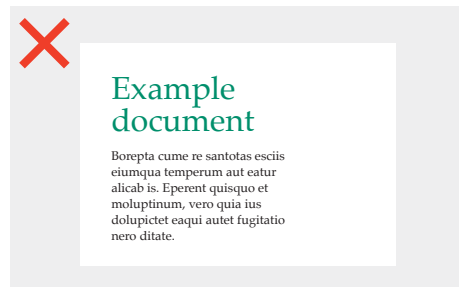 Example
document
Borepta cume re santotas esciis
eiumqua temperum aut eatur
alicab is. Eperent quisquo et
moluptinum, vero quia ius
dolupictet eaqui autet fugitatio
nero ditate.